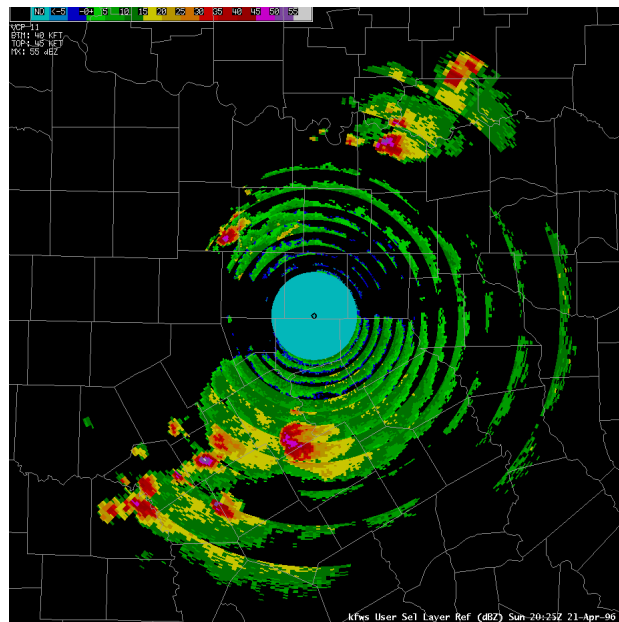 ND <-5 -0+ 5 10 15 20 25 30 35 40 45 50 55
VCP 11
BTM: 40 KFT
TOP: 45 KFT
MX: 55 dBZ
kfws User Sel Layer Ref (dBZ) Sun 20:25Z 21-Apr-96